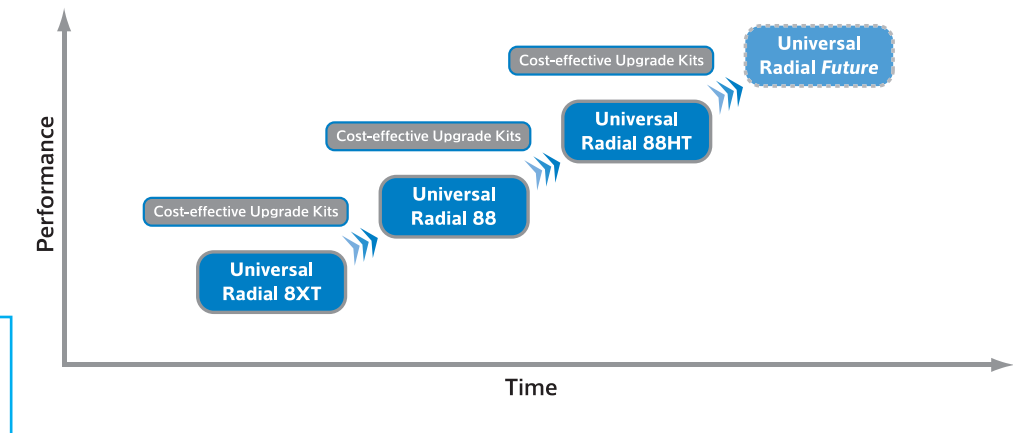 Universal
Radial Future
Cost-effective Upgrade Kits
Universal
Radial 88HT
Cost-effective Upgrade Kits
Universal
Radial 88
Cost-effective Upgrade Kits
Universal
Radial 8XT
Performance
Time